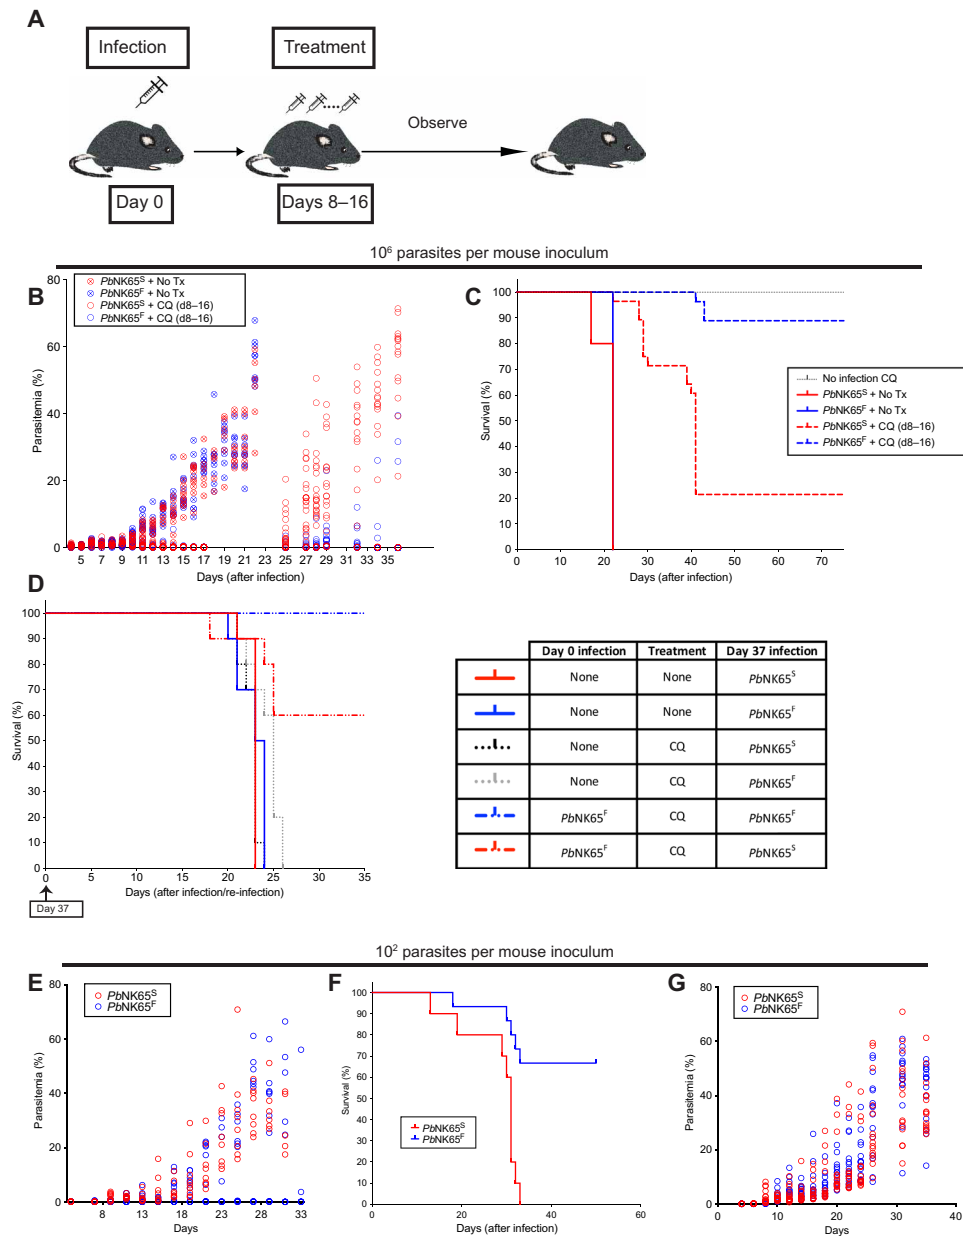 A
Infection
Treatment
Observe
Day 0
Days 8–16
10⁶ parasites per mouse inoculum
B
PbNK65ˢ + No Tx
PbNK65ꟳ + No Tx
PbNK65ˢ + CQ (d8–16)
PbNK65ꟳ + CQ (d8–16)
Parasitemia (%)
80
60
40
20
0
5 7 9 11 13 15 17 19 21 23 25 27 29 31 33 35
Days (after infection)
C
Survival (%)
100
90
80
70
60
50
40
30
20
10
0
0 10 20 30 40 50 60 70
Days (after infection)
No infection CQ
PbNK65ˢ + No Tx
PbNK65ꟳ + No Tx
PbNK65ˢ + CQ (d8–16)
PbNK65ꟳ + CQ (d8–16)
D
Survival (%)
100
90
80
70
60
50
40
30
20
10
0
0 5 10 15 20 25 30 35
Days (after infection/re-infection)
Day 37
Day 0 infection Treatment Day 37 infection
None None PbNK65ˢ
None None PbNK65ꟳ
None CQ PbNK65ˢ
None CQ PbNK65ꟳ
PbNK65ꟳ CQ PbNK65ꟳ
PbNK65ꟳ CQ PbNK65ˢ
10² parasites per mouse inoculum
E
PbNK65ˢ
PbNK65ꟳ
Parasitemia (%)
80
60
40
20
0
8 13 15 18 23 28 33
Days
F
Survival (%)
100
90
80
70
60
50
40
30
20
10
0
0 20 40 60
Days (after infection)
PbNK65ˢ
PbNK65ꟳ
G
PbNK65ˢ
PbNK65ꟳ
Parasitemia (%)
80
60
40
20
0
0 10 20 30 40
Days